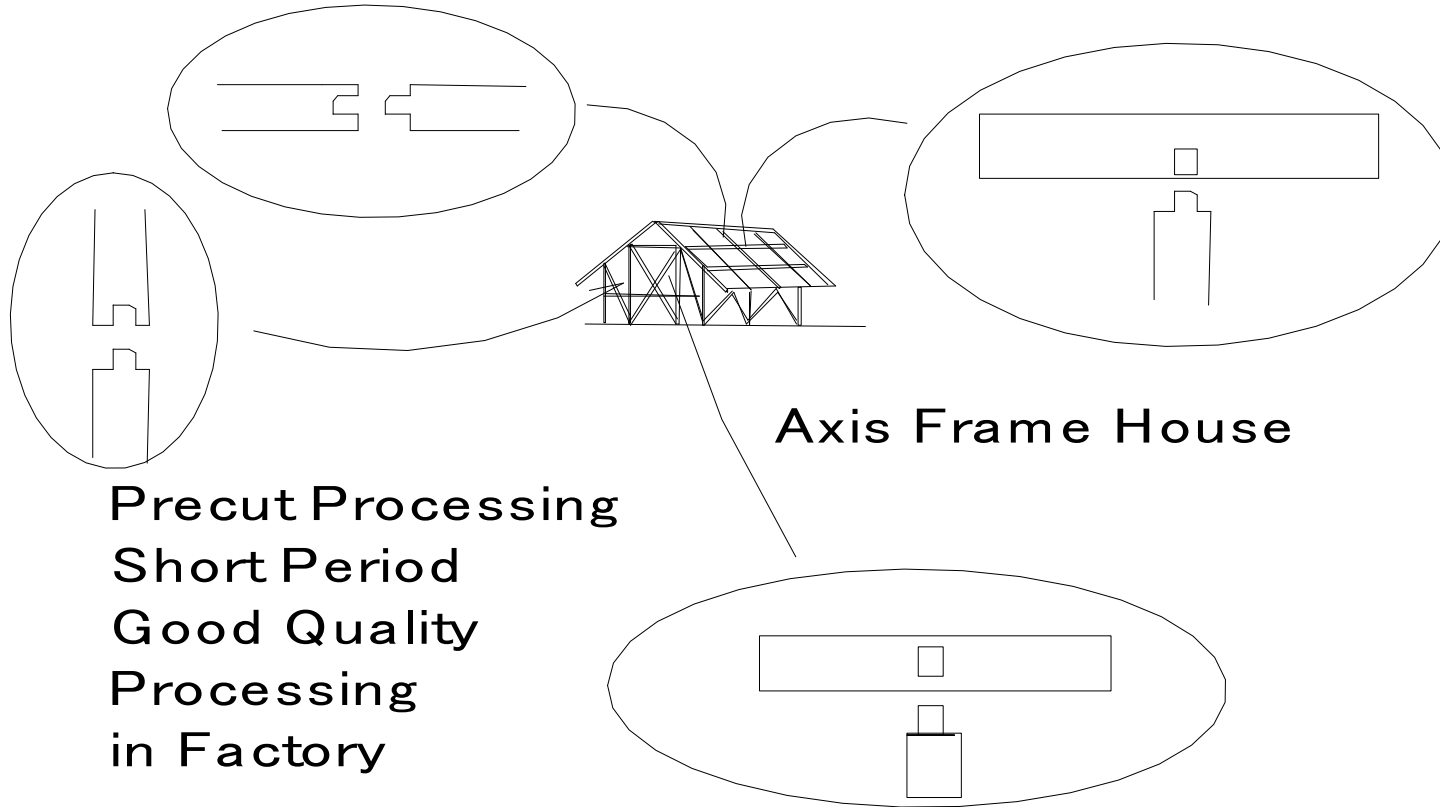 Axis Frame House
Precut Processing
Short Period
Good Quality
Processing
in Factory